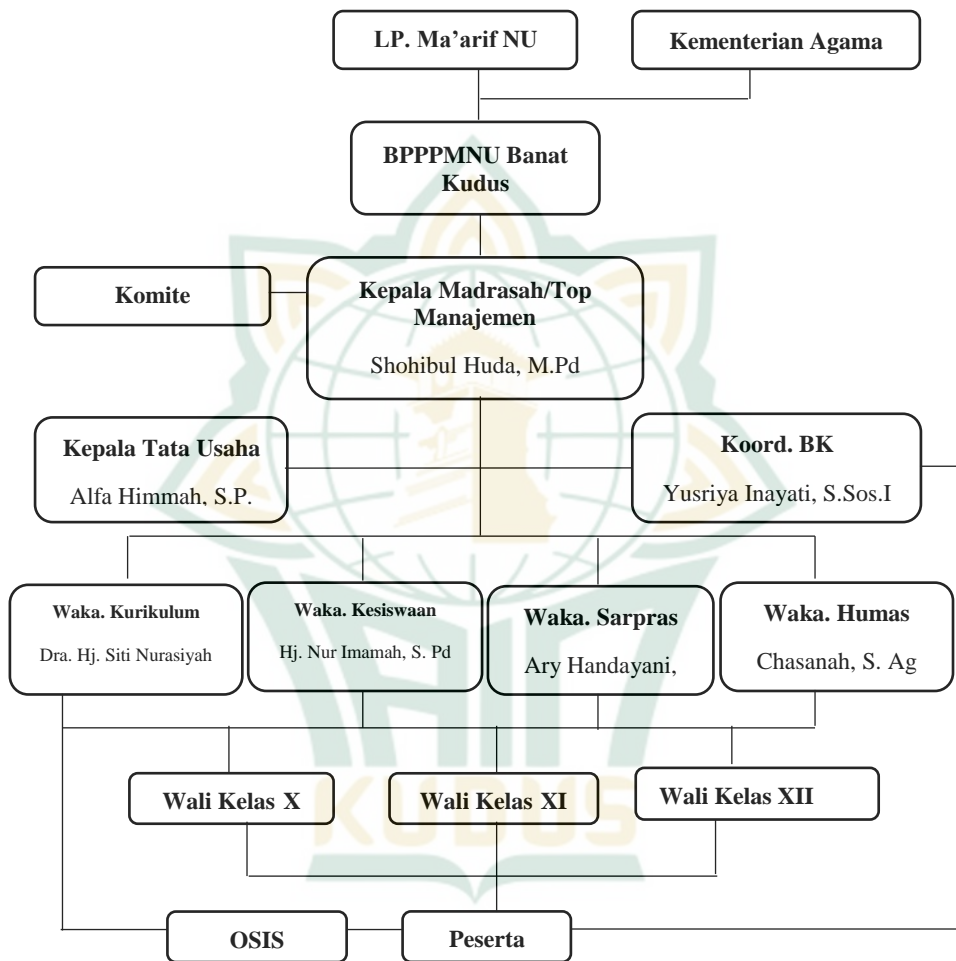 LP. Ma’arif NU
Kementerian Agama
BPPPMNU Banat
Kudus
Komite
Kepala Madrasah/Top
Manajemen
Shohibul Huda, M.Pd
Kepala Tata Usaha
Alfa Himmah, S.P.
Koord. BK
Yusriya Inayati, S.Sos.I
Waka. Kurikulum
Dra. Hj. Siti Nurasiyah
Waka. Kesiswaan
Hj. Nur Imamah, S. Pd
Waka. Sarpras
Ary Handayani,
Waka. Humas
Chasanah, S. Ag
IAIN
Wali Kelas X
Wali Kelas XI
Wali Kelas XII
KUDUS
OSIS
Peserta